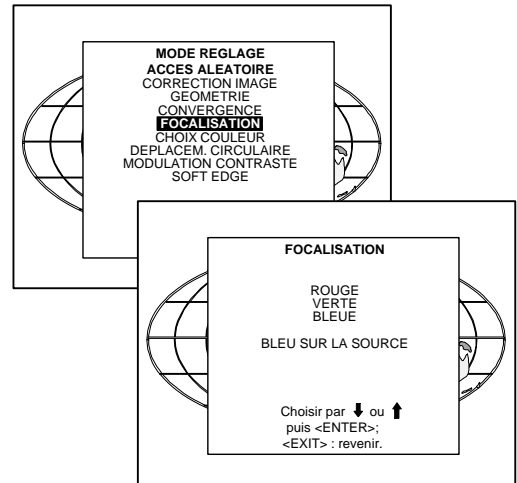 MODE REGLAGE
ACCES ALEATOIRE
CORRECTION IMAGE
GEOMETRIE
CONVERGENCE
FOCALISATION
CHOIX COULEUR
DEPLACEM. CIRCULAIRE
MODULATION CONTRASTE
SOFT EDGE
FOCALISATION
ROUGE
VERTE
BLEUE
BLEU SUR LA SOURCE
Choisir par ⬇ ou ⬆
puis <ENTER>;
<EXIT> : revenir.